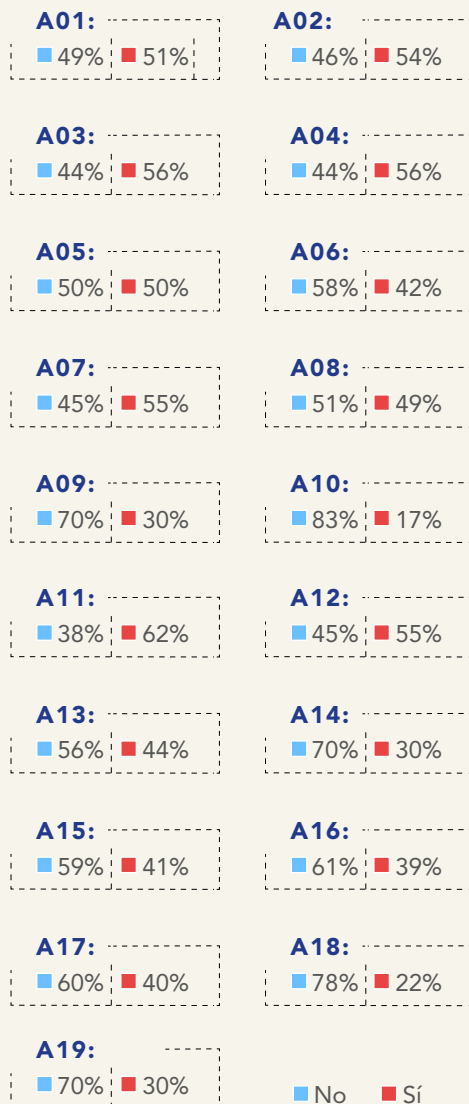 A01: A02:
49% 51% 46% 54%
A03: A04:
44% 56% 44% 56%
A05: A06:
50% 50% 58% 42%
A07: A08:
45% 55% 51% 49%
A09: A10:
70% 30% 83% 17%
A11: A12:
38% 62% 45% 55%
A13: A14:
56% 44% 70% 30%
A15: A16:
59% 41% 61% 39%
A17: A18:
60% 40% 78% 22%
A19:
70% 30% No Sí